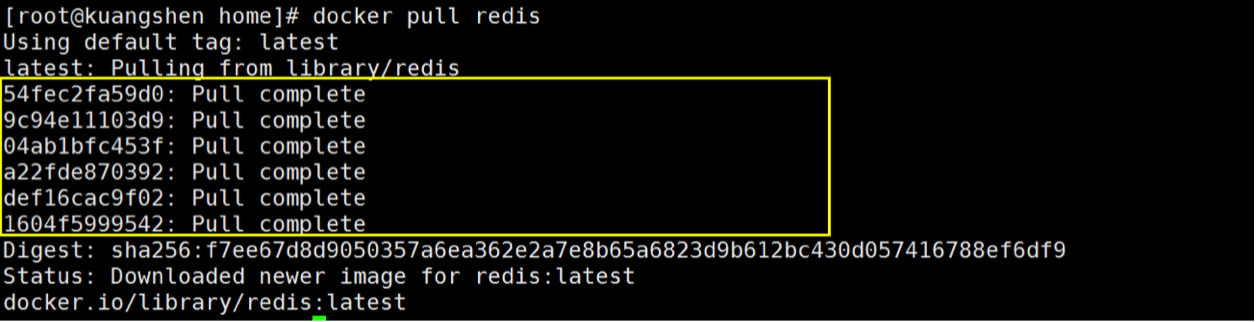 [root@kuangshen home]# docker pull redis
Using default tag: latest
latest: Pulling from library/redis
54fec2fa59d0: Pull complete
9c94e11103d9: Pull complete
04ab1bfc453f: Pull complete
a22fde870392: Pull complete
def16cac9f02: Pull complete
1604f5999542: Pull complete
Digest: sha256:f7ee67d8d9050357a6ea362e2a7e8b65a6823d9b612bc430d057416788ef6df9
Status: Downloaded newer image for redis:latest
docker.io/library/redis:latest